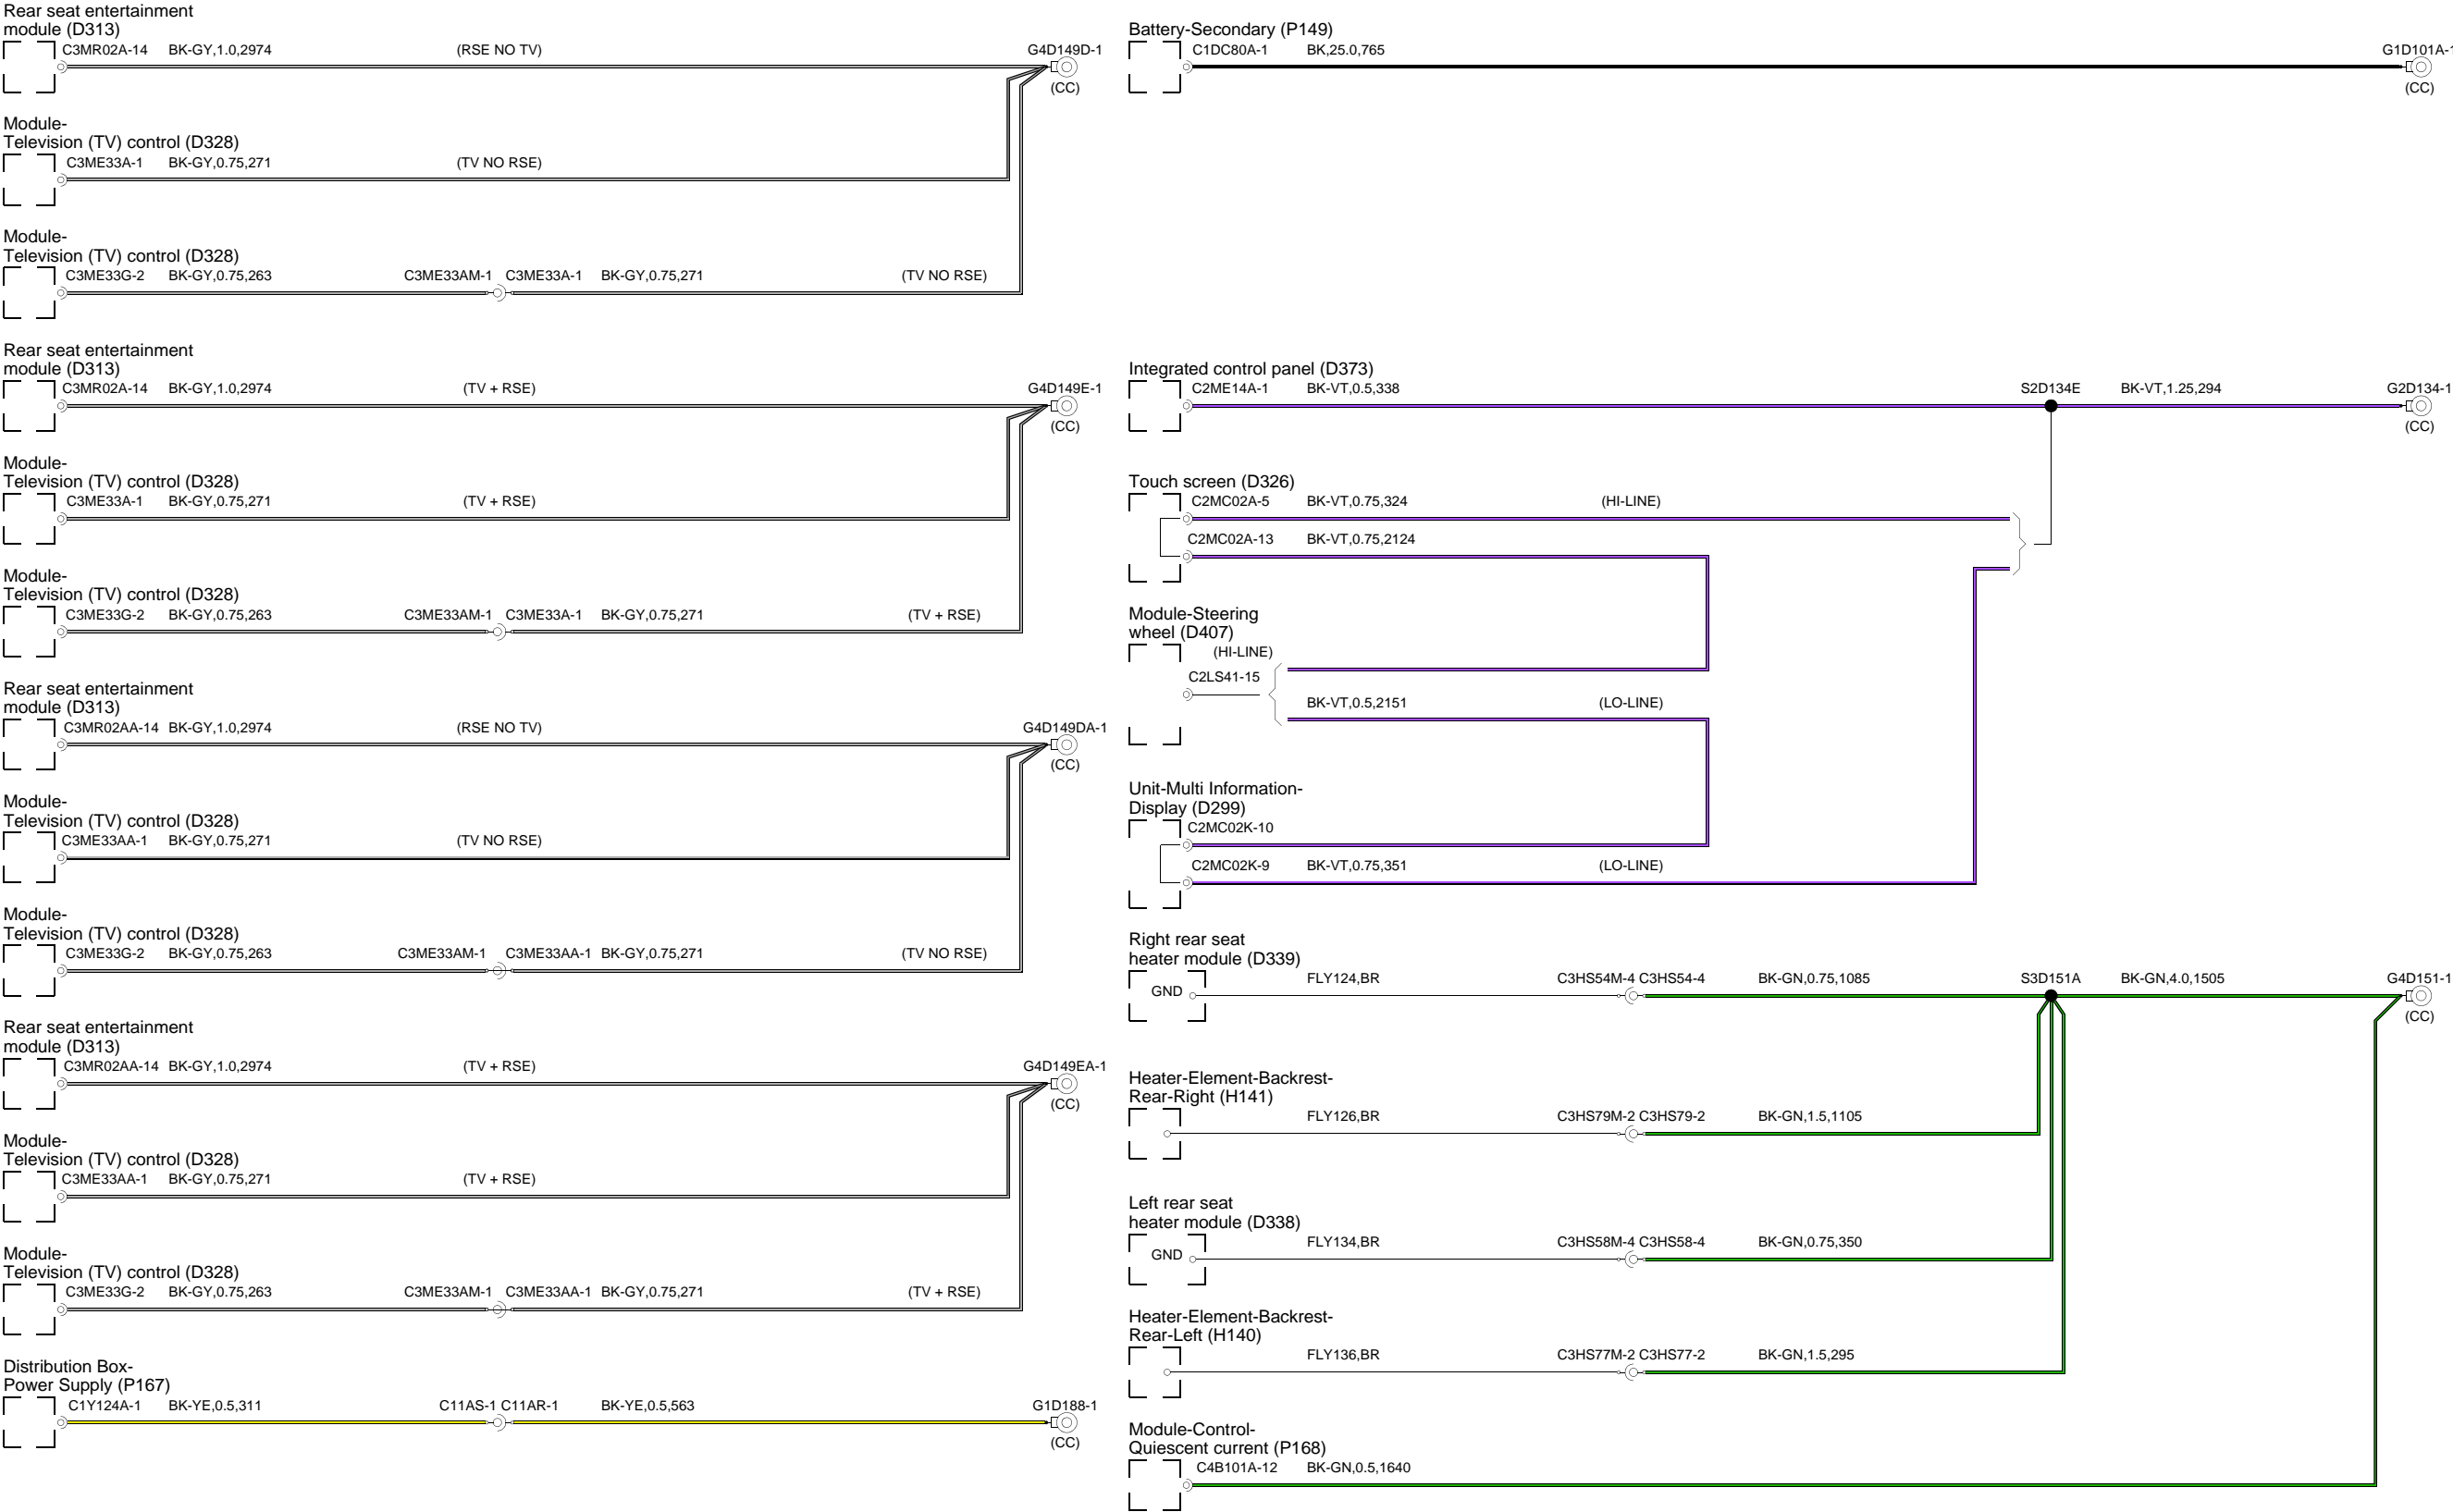 Rear seat entertainment
module (D313)
C3MR02A-14 BK-GY,1.0,2974 (RSE NO TV) G4D149D-1
(CC)
Module-
Television (TV) control (D328)
C3ME33A-1 BK-GY,0.75,271 (TV NO RSE)
Module-
Television (TV) control (D328)
C3ME33G-2 BK-GY,0.75,263 C3ME33AM-1 C3ME33A-1 BK-GY,0.75,271 (TV NO RSE)
Rear seat entertainment
module (D313)
C3MR02A-14 BK-GY,1.0,2974 (TV + RSE) G4D149E-1
(CC)
Module-
Television (TV) control (D328)
C3ME33A-1 BK-GY,0.75,271 (TV + RSE)
Module-
Television (TV) control (D328)
C3ME33G-2 BK-GY,0.75,263 C3ME33AM-1 C3ME33A-1 BK-GY,0.75,271 (TV + RSE)
Rear seat entertainment
module (D313)
C3MR02AA-14 BK-GY,1.0,2974 (RSE NO TV) G4D149DA-1
(CC)
Module-
Television (TV) control (D328)
C3ME33AA-1 BK-GY,0.75,271 (TV NO RSE)
Module-
Television (TV) control (D328)
C3ME33G-2 BK-GY,0.75,263 C3ME33AM-1 C3ME33AA-1 BK-GY,0.75,271 (TV NO RSE)
Rear seat entertainment
module (D313)
C3MR02AA-14 BK-GY,1.0,2974 (TV + RSE) G4D149EA-1
(CC)
Module-
Television (TV) control (D328)
C3ME33AA-1 BK-GY,0.75,271 (TV + RSE)
Module-
Television (TV) control (D328)
C3ME33G-2 BK-GY,0.75,263 C3ME33AM-1 C3ME33AA-1 BK-GY,0.75,271 (TV + RSE)
Distribution Box-
Power Supply (P167)
C1Y124A-1 BK-YE,0.5,311 C11AS-1 C11AR-1 BK-YE,0.5,563 G1D188-1
(CC)
Battery-Secondary (P149)
C1DC80A-1 BK,25.0,765 G1D101A-1
(CC)
Integrated control panel (D373)
C2ME14A-1 BK-VT,0.5,338 S2D134E BK-VT,1.25,294 G2D134-1
(CC)
Touch screen (D326)
C2MC02A-5 BK-VT,0.75,324 (HI-LINE)
C2MC02A-13 BK-VT,0.75,2124
Module-Steering
wheel (D407)
(HI-LINE)
C2LS41-15
BK-VT,0.5,2151 (LO-LINE)
Unit-Multi Information-
Display (D299)
C2MC02K-10
C2MC02K-9 BK-VT,0.75,351 (LO-LINE)
Right rear seat
heater module (D339)
GND FLY124,BR C3HS54M-4 C3HS54-4 BK-GN,0.75,1085 S3D151A BK-GN,4.0,1505 G4D151-1
(CC)
Heater-Element-Backrest-
Rear-Right (H141)
FLY126,BR C3HS79M-2 C3HS79-2 BK-GN,1.5,1105
Left rear seat
heater module (D338)
GND FLY134,BR C3HS58M-4 C3HS58-4 BK-GN,0.75,350
Heater-Element-Backrest-
Rear-Left (H140)
FLY136,BR C3HS77M-2 C3HS77-2 BK-GN,1.5,295
Module-Control-
Quiescent current (P168)
C4B101A-12 BK-GN,0.5,1640